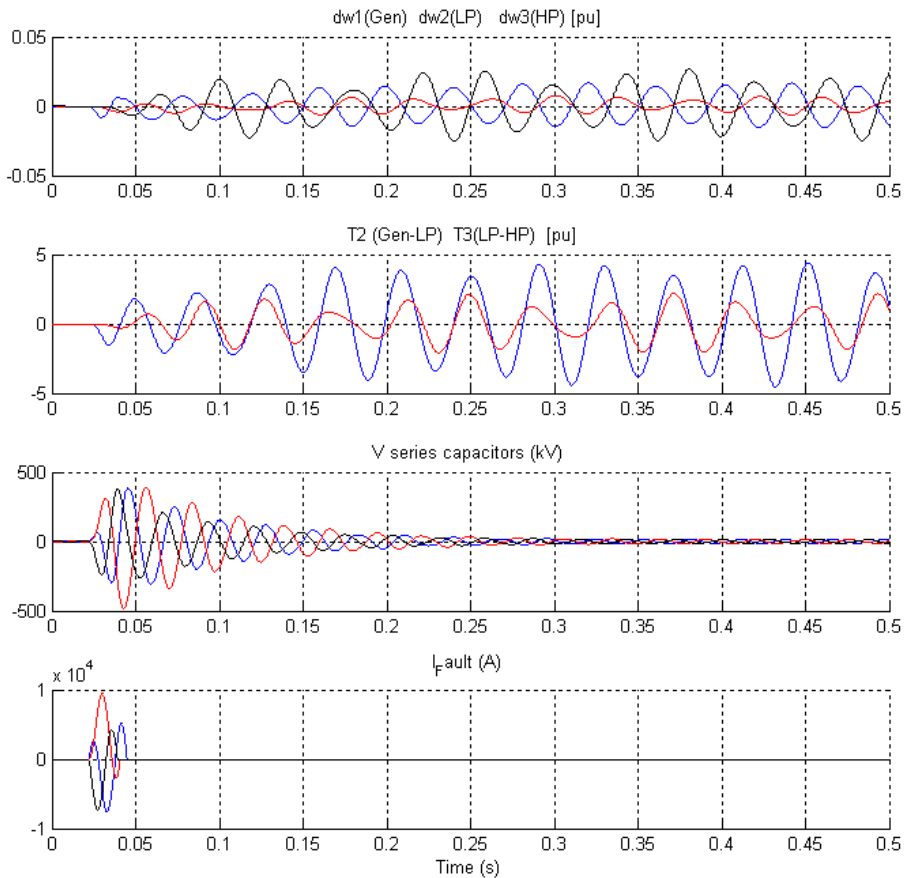 dw1(Gen) dw2(LP) dw3(HP) [pu]
0.05
0
-0.05
0 0.05 0.1 0.15 0.2 0.25 0.3 0.35 0.4 0.45 0.5
T2 (Gen-LP) T3(LP-HP) [pu]
5
0
-5
0 0.05 0.1 0.15 0.2 0.25 0.3 0.35 0.4 0.45 0.5
V series capacitors (kV)
500
0
-500
0 0.05 0.1 0.15 0.2 0.25 0.3 0.35 0.4 0.45 0.5
I_Fault (A)
x 10^4
1
0
-1
0 0.05 0.1 0.15 0.2 0.25 0.3 0.35 0.4 0.45 0.5
Time (s)